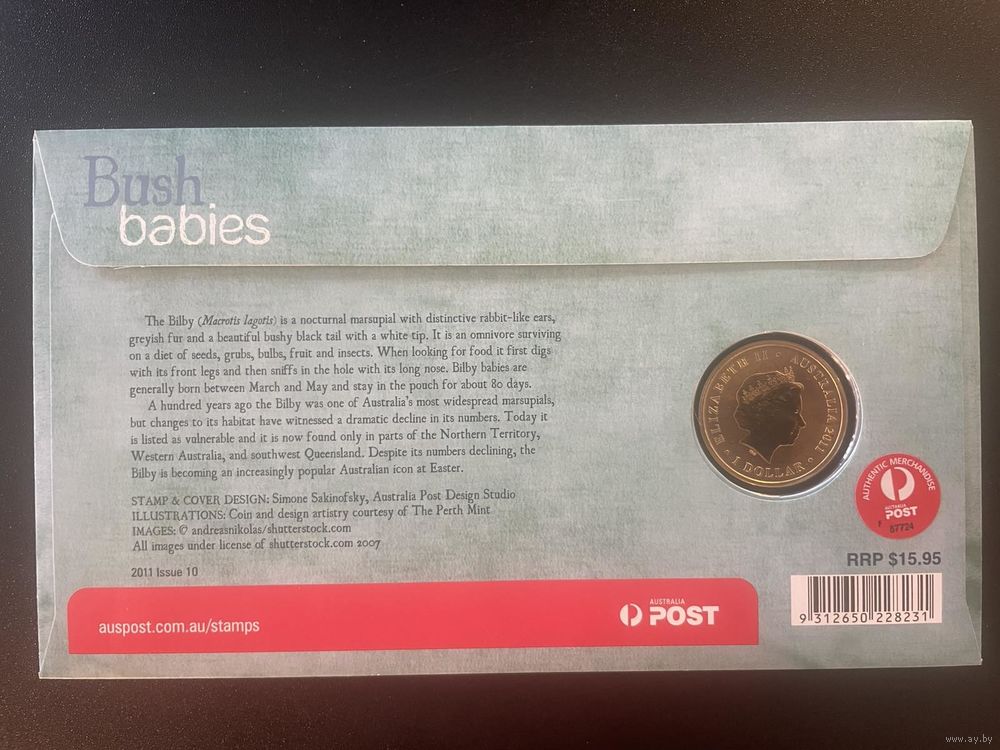 Bush
babies
The Bilby (Macrotis lagotis) is a nocturnal marsupial with distinctive rabbit-like ears,
greyish fur and a beautiful bushy black tail with a white tip. It is an omnivore surviving
on a diet of seeds, grubs, bulbs, fruit and insects. When looking for food it first digs
with its front legs and then sniffs in the hole with its long nose. Bilby babies are
generally born between March and May and stay in the pouch for about 80 days.
A hundred years ago the Bilby was one of Australia's most widespread marsupials,
but changes to its habitat have witnessed a dramatic decline in its numbers. Today it
is listed as vulnerable and it is now found only in parts of the Northern Territory,
Western Australia, and southwest Queensland. Despite its numbers declining, the
Bilby is becoming an increasingly popular Australian icon at Easter.
STAMP & COVER DESIGN: Simone Sakinofsky, Australia Post Design Studio
ILLUSTRATIONS: Coin and design artistry courtesy of The Perth Mint
IMAGES: © andreasnikolas/shutterstock.com
All images under license of shutterstock.com 2007
2011 Issue 10
auspost.com.au/stamps
AUSTRALIA
POST
ELIZABETH II · AUSTRALIA 2011
· 1 DOLLAR ·
AUTHENTIC MERCHANDISE
AUSTRALIA
POST
F 87724
RRP $15.95
9 312650 228231
www.ay.by